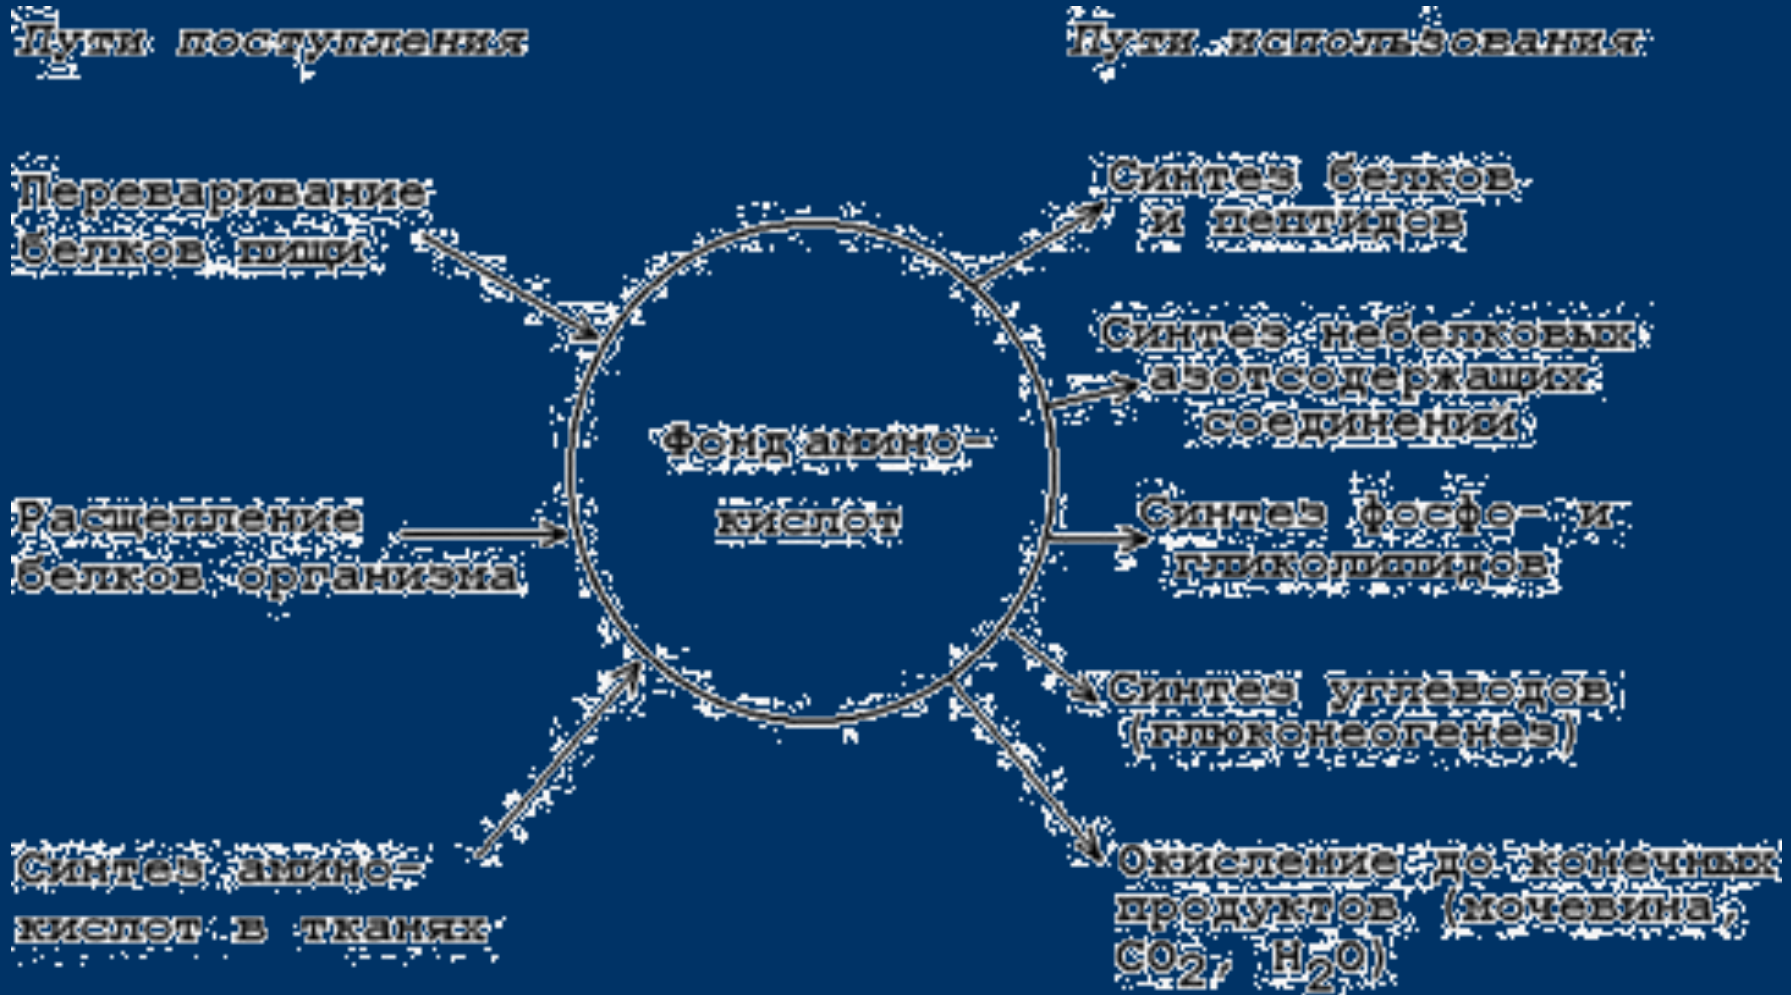 Пути поступления
Пути использования
Переваривание
белков пищи
Расщепление
белков организма
Синтез амино-
кислот в тканях
Фонд амино-
кислот
Синтез белков
и пептидов
Синтез небелковых
азотсодержащих
соединений
Синтез фосфо- и
гликолипидов
Синтез углеводов
(глюконеогенез)
Окисление до конечных
продуктов (мочевина,
CO2, H2O)